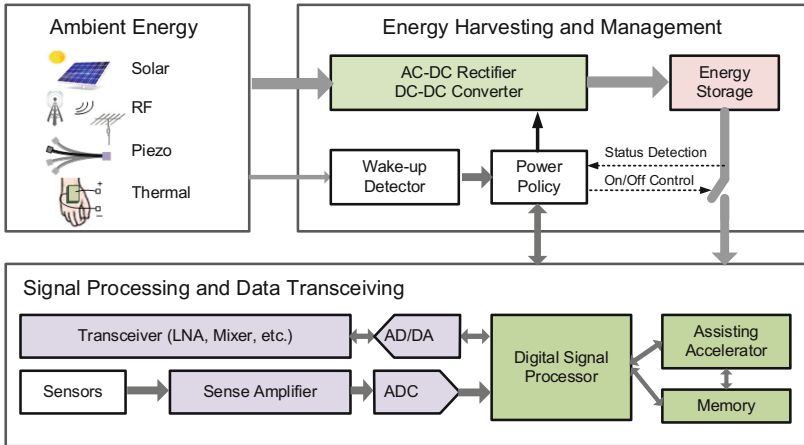 Ambient Energy
Solar
RF
Piezo
Thermal
+
−
Energy Harvesting and Management
AC-DC Rectifier
DC-DC Converter
Energy
Storage
Wake-up
Detector
Power
Policy
Status Detection
On/Off Control
Signal Processing and Data Transceiving
Transceiver (LNA, Mixer, etc.)
AD/DA
Sensors
Sense Amplifier
ADC
Digital Signal
Processor
Assisting
Accelerator
Memory